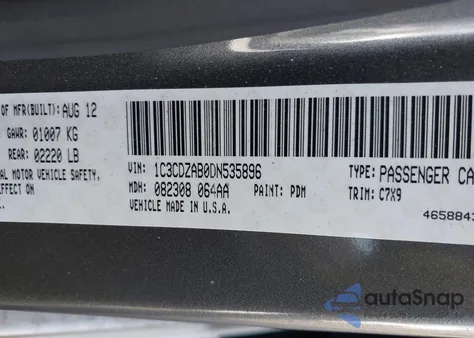 OF MFR(BUILT): AUG 12
GAWR: 01007 KG
REAR: 02220 LB
AL MOTOR VEHICLE SAFETY,
EFFECT ON
VIN: 1C3CDZAB0DN535896
TYPE: PASSENGER CA
MDH: 082308 064AA
PAINT: PDM
TRIM: C7X9
VEHICLE MADE IN U.S.A.
4658843
autoSnap